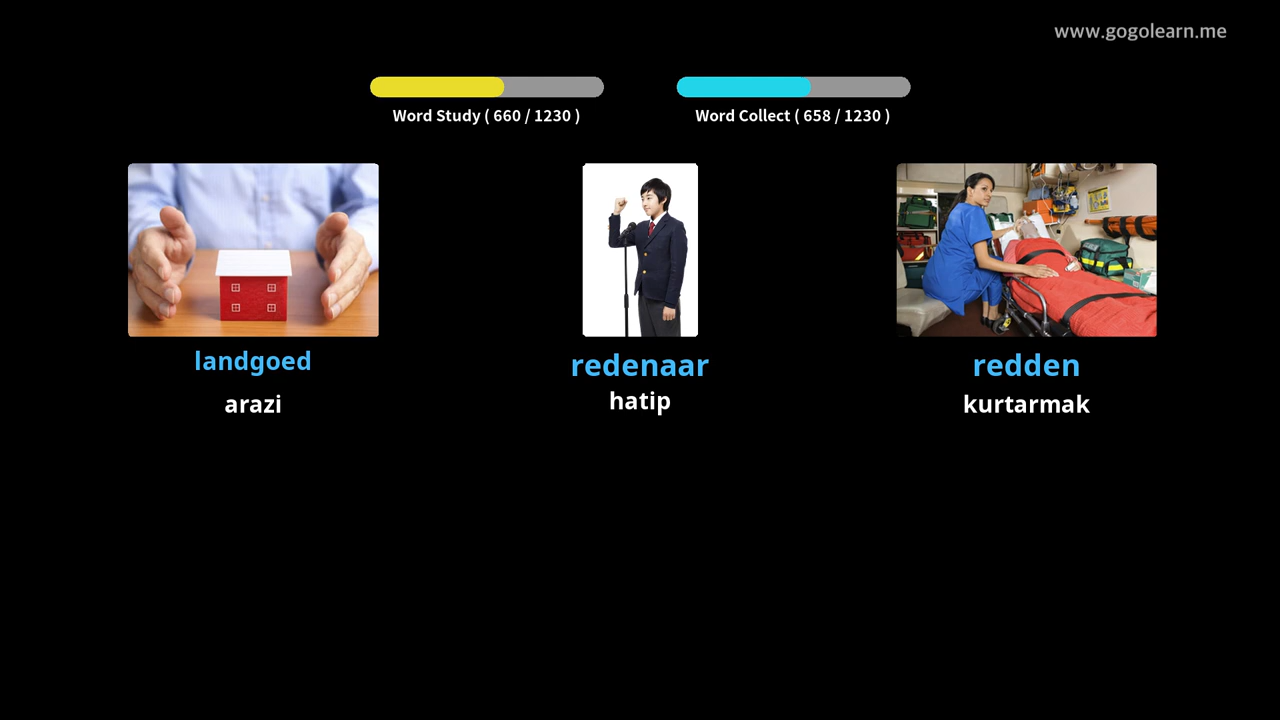 www.gogolearn.me
Word Study ( 660 / 1230 )
Word Collect ( 658 / 1230 )
landgoed
redenaar
redden
arazi
hatip
kurtarmak